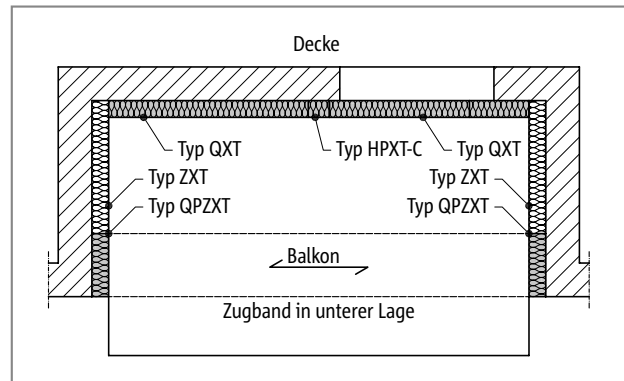 Decke
Typ QXT
Typ HPXT-C
Typ QXT
Typ ZXT
Typ ZXT
Typ QPZXT
Typ QPZXT
Balkon
Zugband in unterer Lage